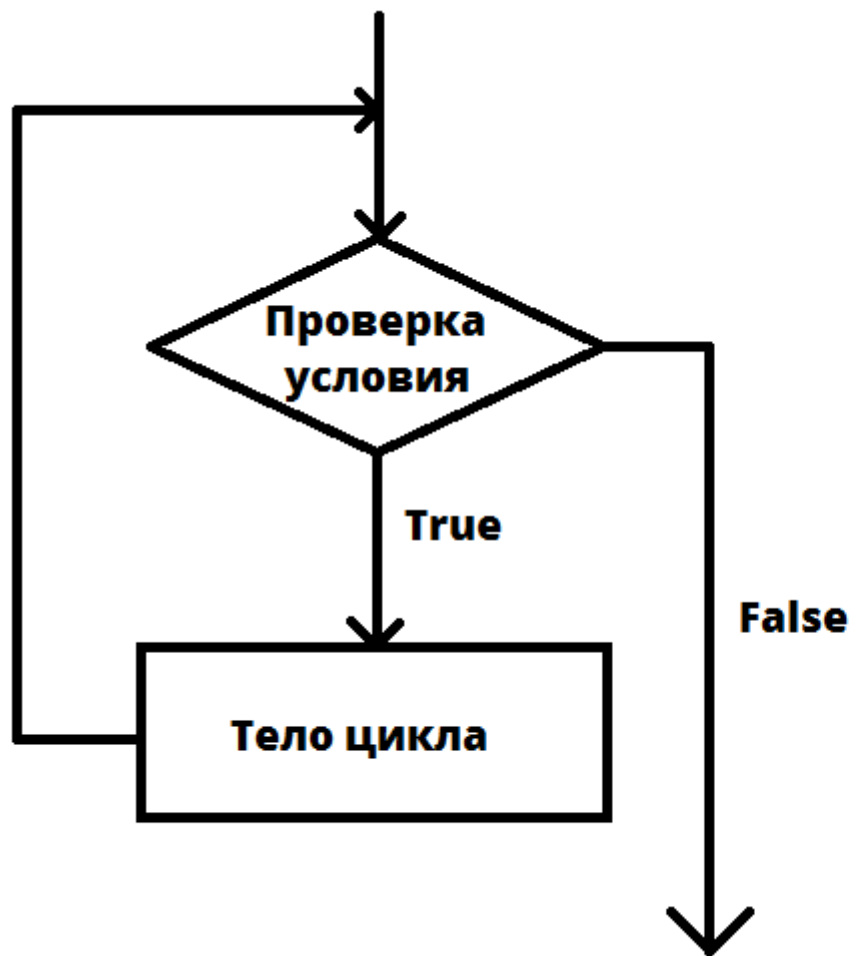 Проверка
условия
True
False
Тело цикла